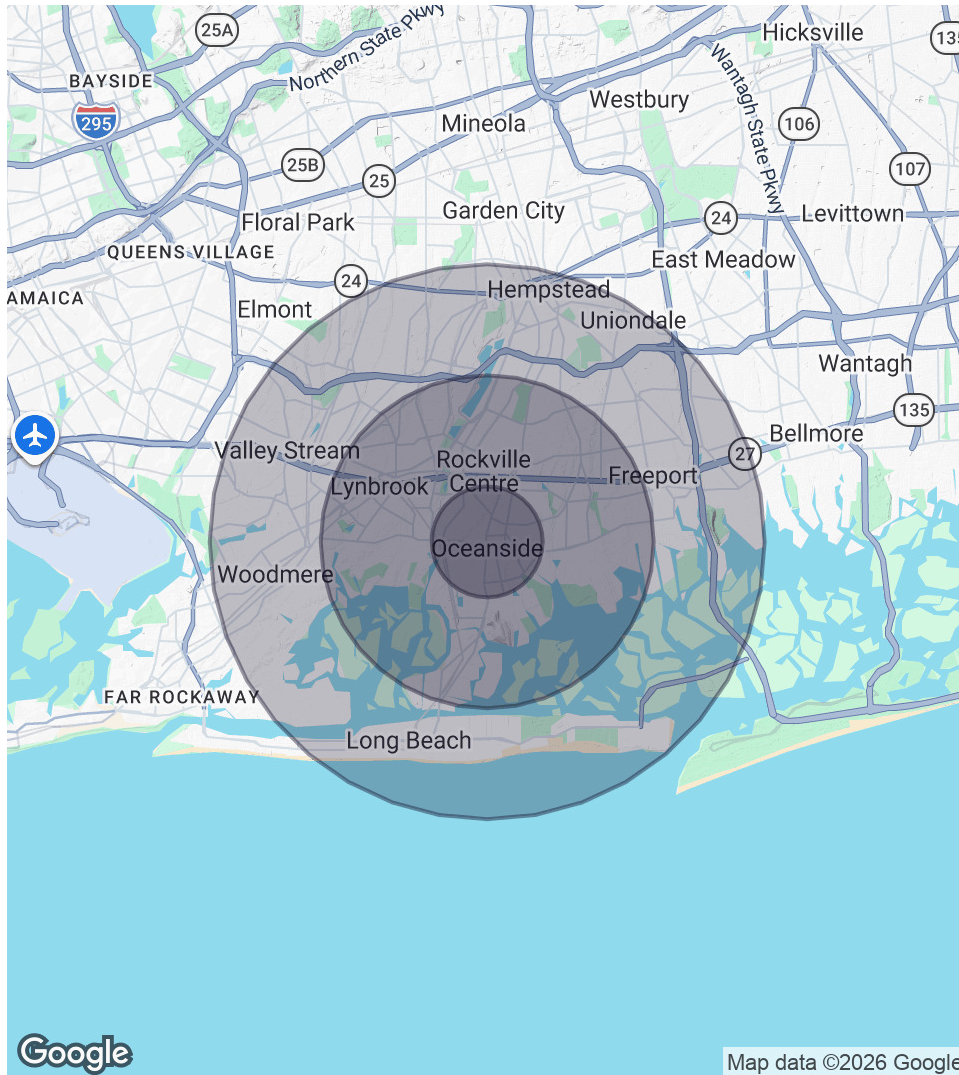 25A
Northern State Pkwy
Hicksville
135
BAYSIDE
295
Westbury
Wantagh State Pkwy
Mineola
106
25B
25
107
Floral Park
Garden City
24
Levittown
QUEENS VILLAGE
East Meadow
24
AMAICA
Hempstead
Elmont
Uniondale
Wantagh
135
Bellmore
Valley Stream
27
Rockville
Centre
Freeport
Lynbrook
Oceanside
Woodmere
FAR ROCKAWAY
Long Beach
Google
Map data ©2026 Google